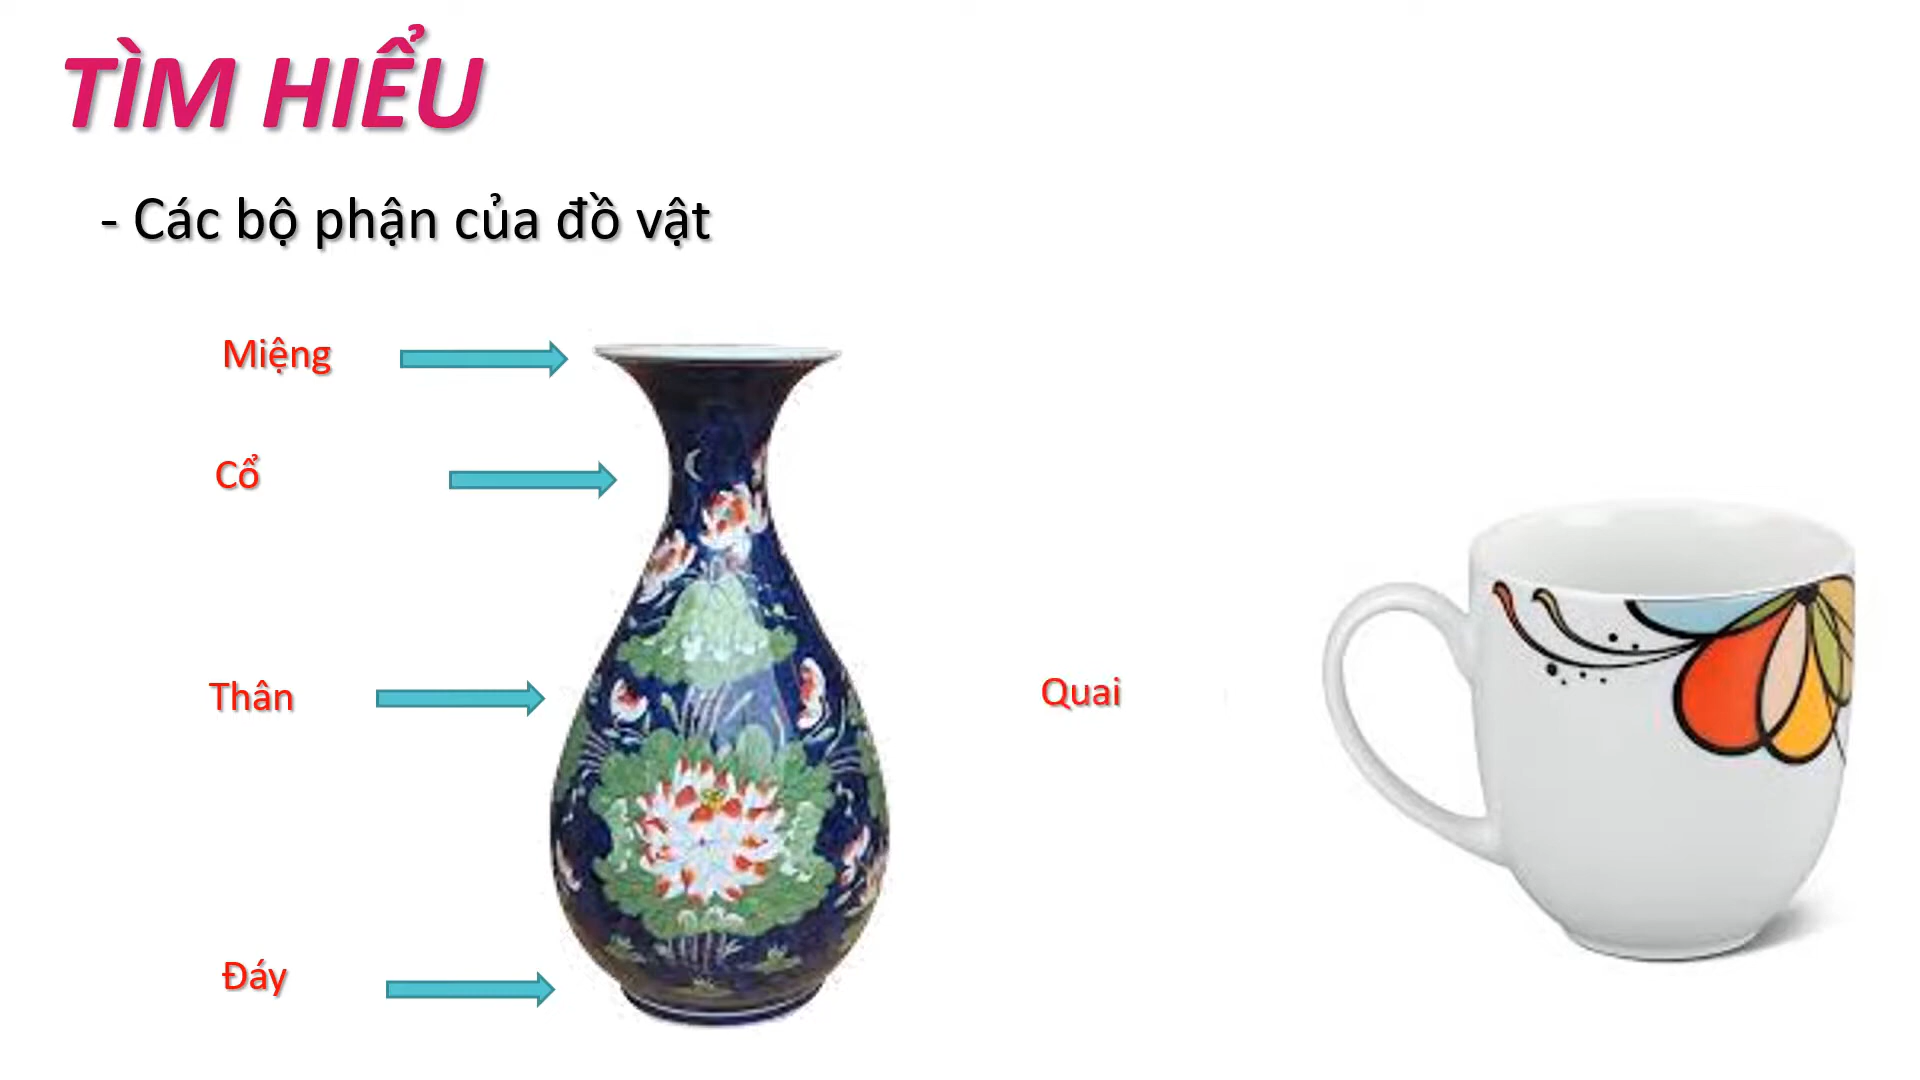 TÌM HIỂU
- Các bộ phận của đồ vật
Miệng
Cổ
Thân
Quai
Đáy